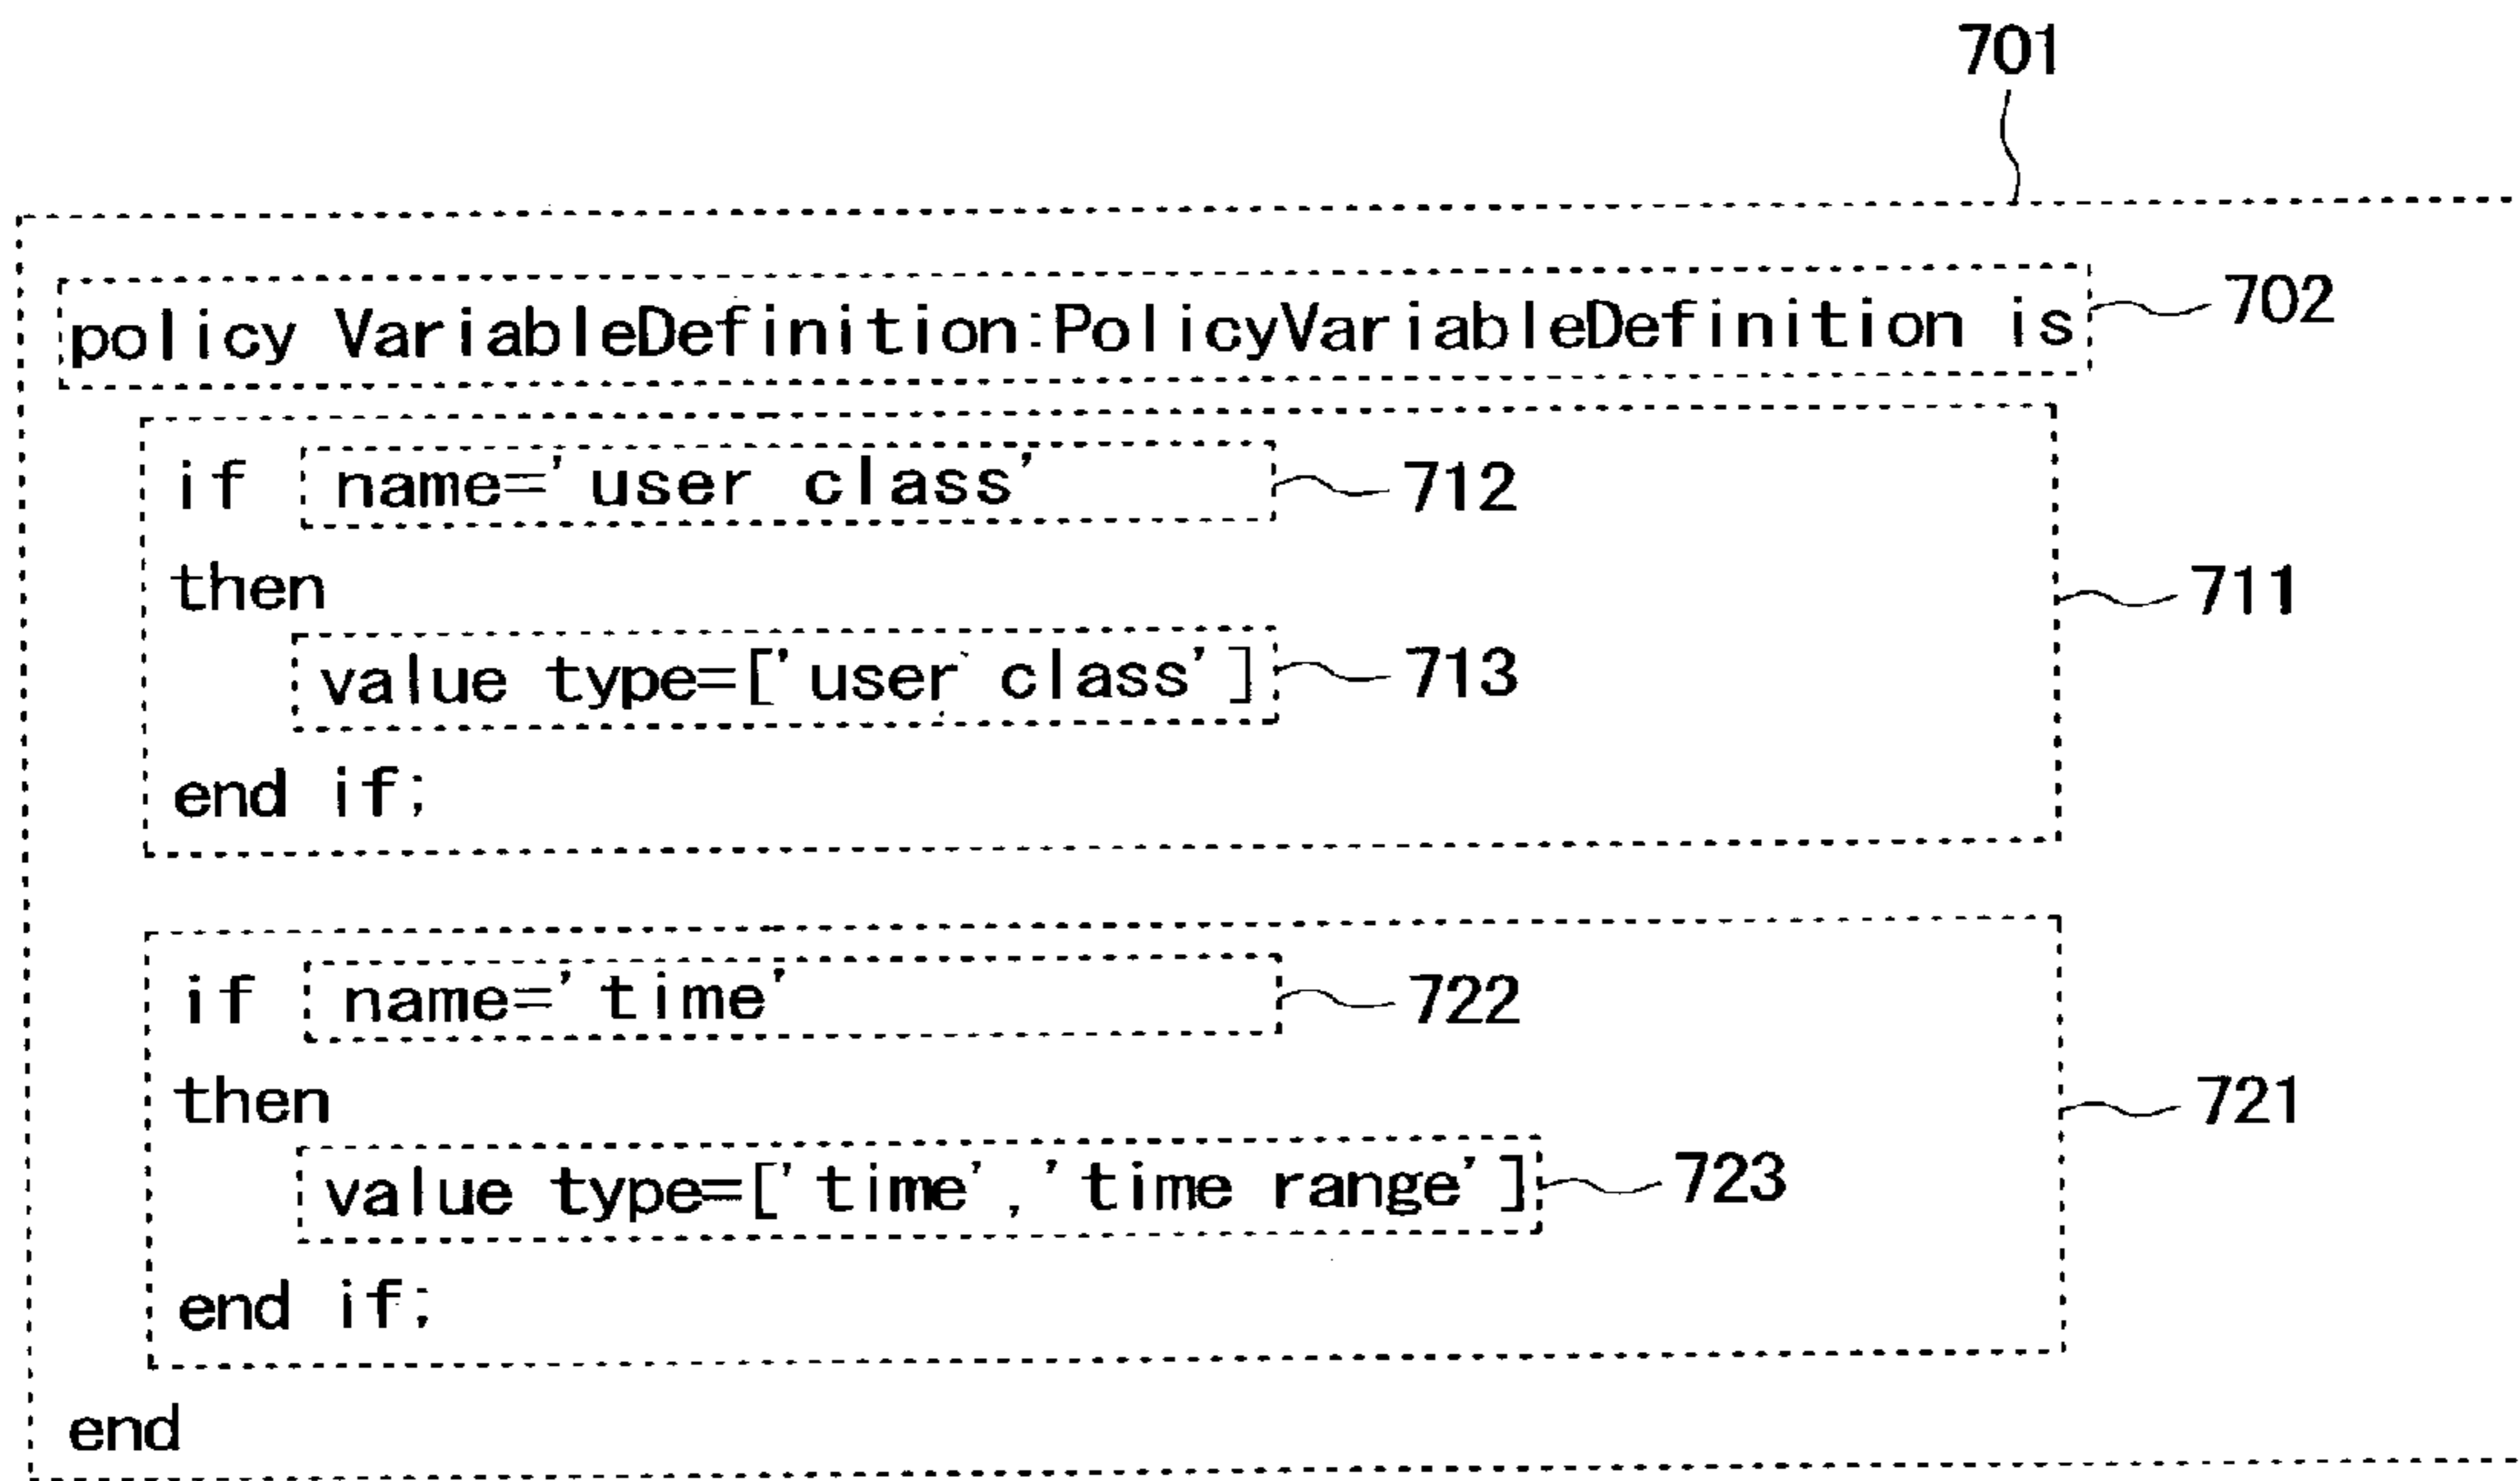 701
policy VariableDefinition:PolicyVariableDefinition is 702
if name='user class' 712
then 711
value type=['user class'] 713
end if;
if name='time' 722
then 721
value type=['time','time range'] 723
end if;
end